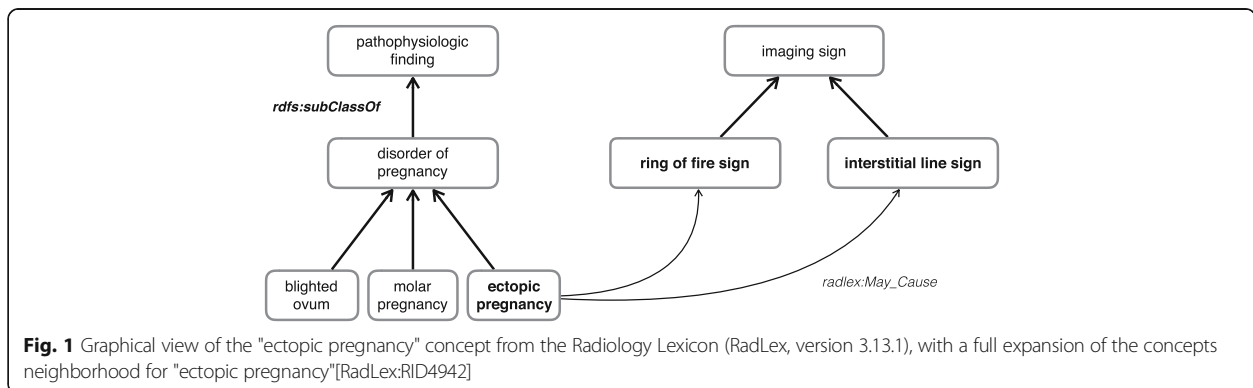 pathophysiologic
finding
imaging sign
rdfs:subClassOf
disorder of
pregnancy
ring of fire sign
interstitial line sign
blighted
ovum
molar
pregnancy
ectopic
pregnancy
radlex:May_Cause
Fig. 1 Graphical view of the "ectopic pregnancy" concept from the Radiology Lexicon (RadLex, version 3.13.1), with a full expansion of the concepts
neighborhood for "ectopic pregnancy"[RadLex:RID4942]